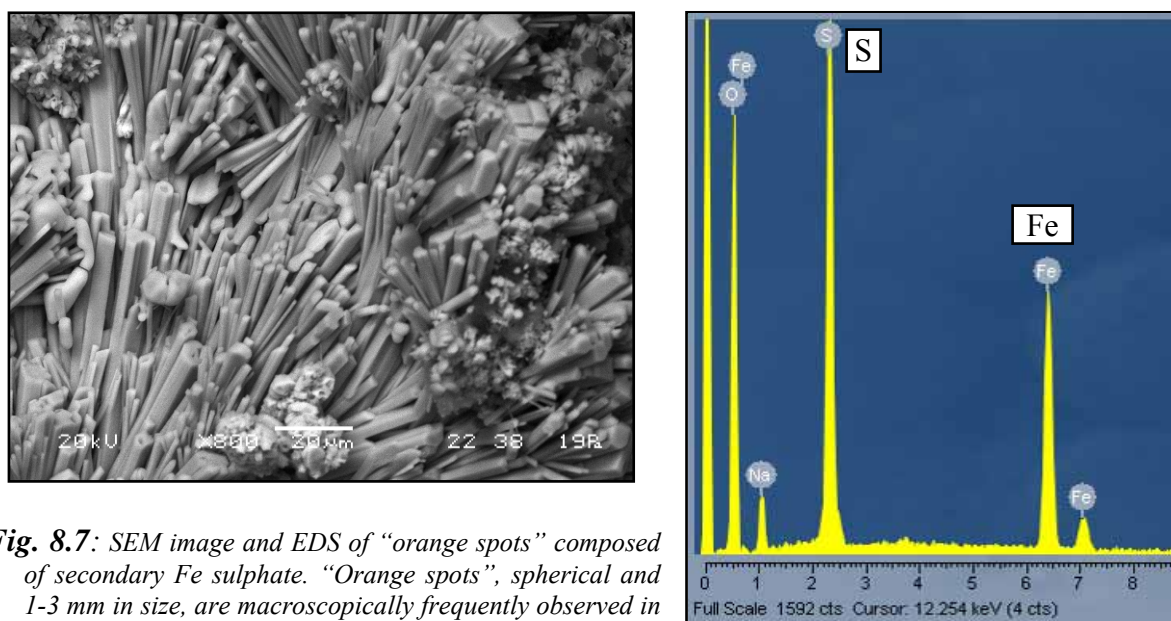 20kV X800 20µm 22 38 19R
Fig. 8.7: SEM image and EDS of “orange spots” composed
of secondary Fe sulphate. “Orange spots”, spherical and
1-3 mm in size, are macroscopically frequently observed in
S
S
Fe
O
Fe
Fe
Na
Fe
0 1 2 3 4 5 6 7 8
Full Scale 1592 cts Cursor: 12.254 keV (4 cts)